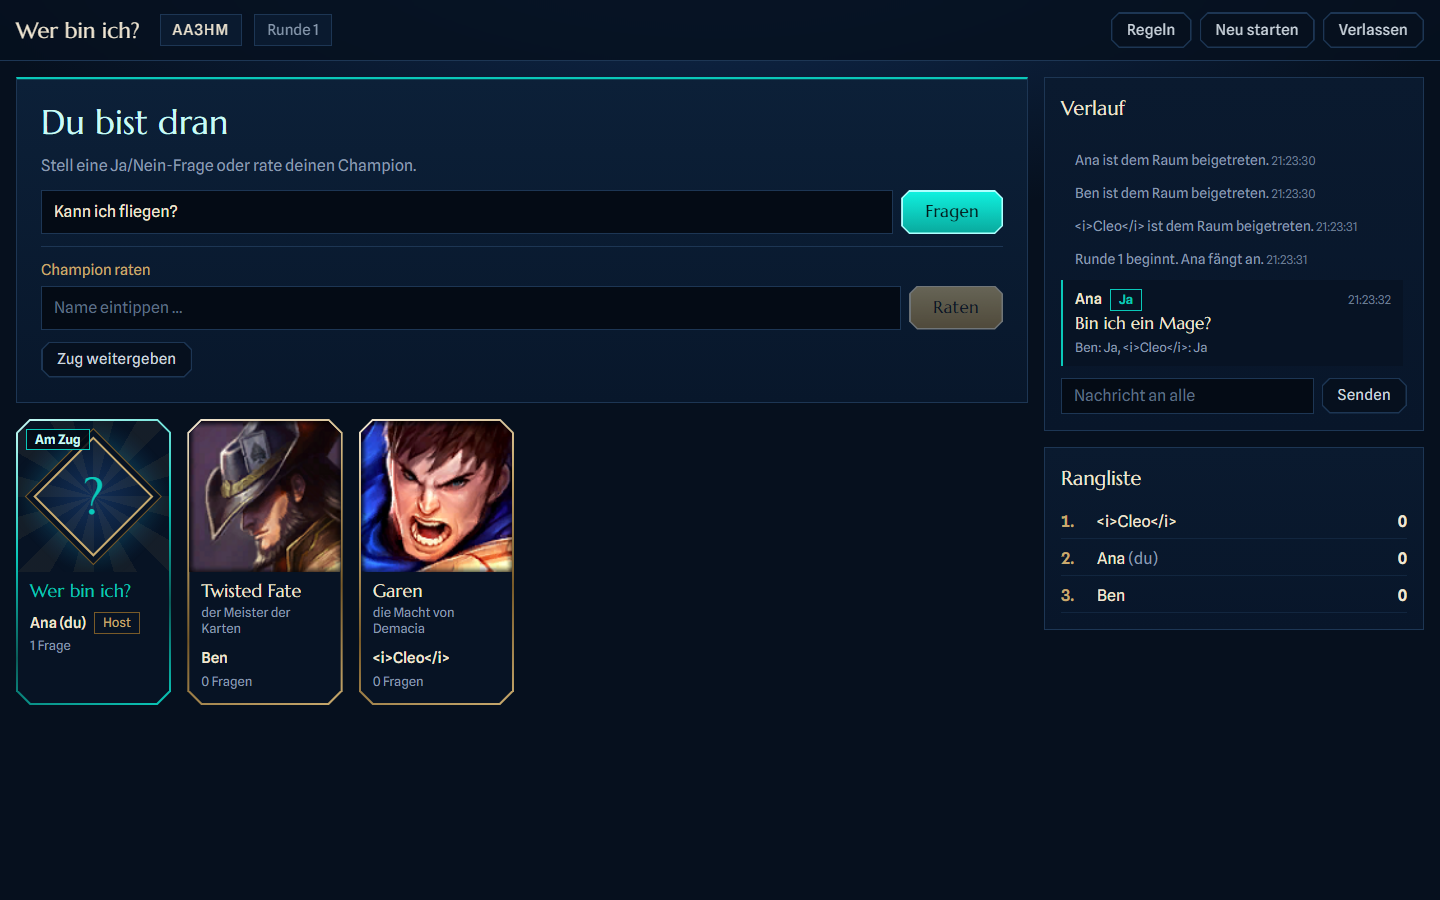 Wer bin ich?
AA3HM
Runde 1
Regeln
Neu starten
Verlassen
Du bist dran
Stell eine Ja/Nein-Frage oder rate deinen Champion.
Kann ich fliegen?
Fragen
Champion raten
Name eintippen ...
Raten
Zug weitergeben
Am Zug
?
Wer bin ich?
Ana (du) Host
1 Frage
Twisted Fate
der Meister der
Karten
Ben
0 Fragen
Garen
die Macht von
Demacia
<i>Cleo</i>
0 Fragen
Verlauf
Ana ist dem Raum beigetreten. 21:23:30
Ben ist dem Raum beigetreten. 21:23:30
<i>Cleo</i> ist dem Raum beigetreten. 21:23:31
Runde 1 beginnt. Ana fängt an. 21:23:31
Ana Ja 21:23:32
Bin ich ein Mage?
Ben: Ja, <i>Cleo</i>: Ja
Nachricht an alle
Senden
Rangliste
1. <i>Cleo</i> 0
2. Ana (du) 0
3. Ben 0